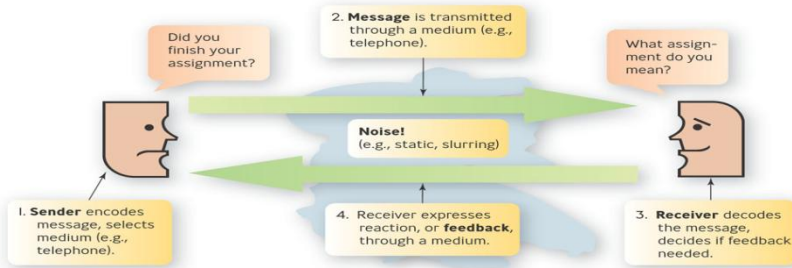 Did you
finish your
assignment?
2. Message is transmitted
through a medium (e.g.,
telephone).
What assign-
ment do you
mean?
Noise!
(e.g., static, slurring)
1. Sender encodes
message, selects
medium (e.g.,
telephone).
4. Receiver expresses
reaction, or feedback,
through a medium.
3. Receiver decodes
the message,
decides if feedback
needed.